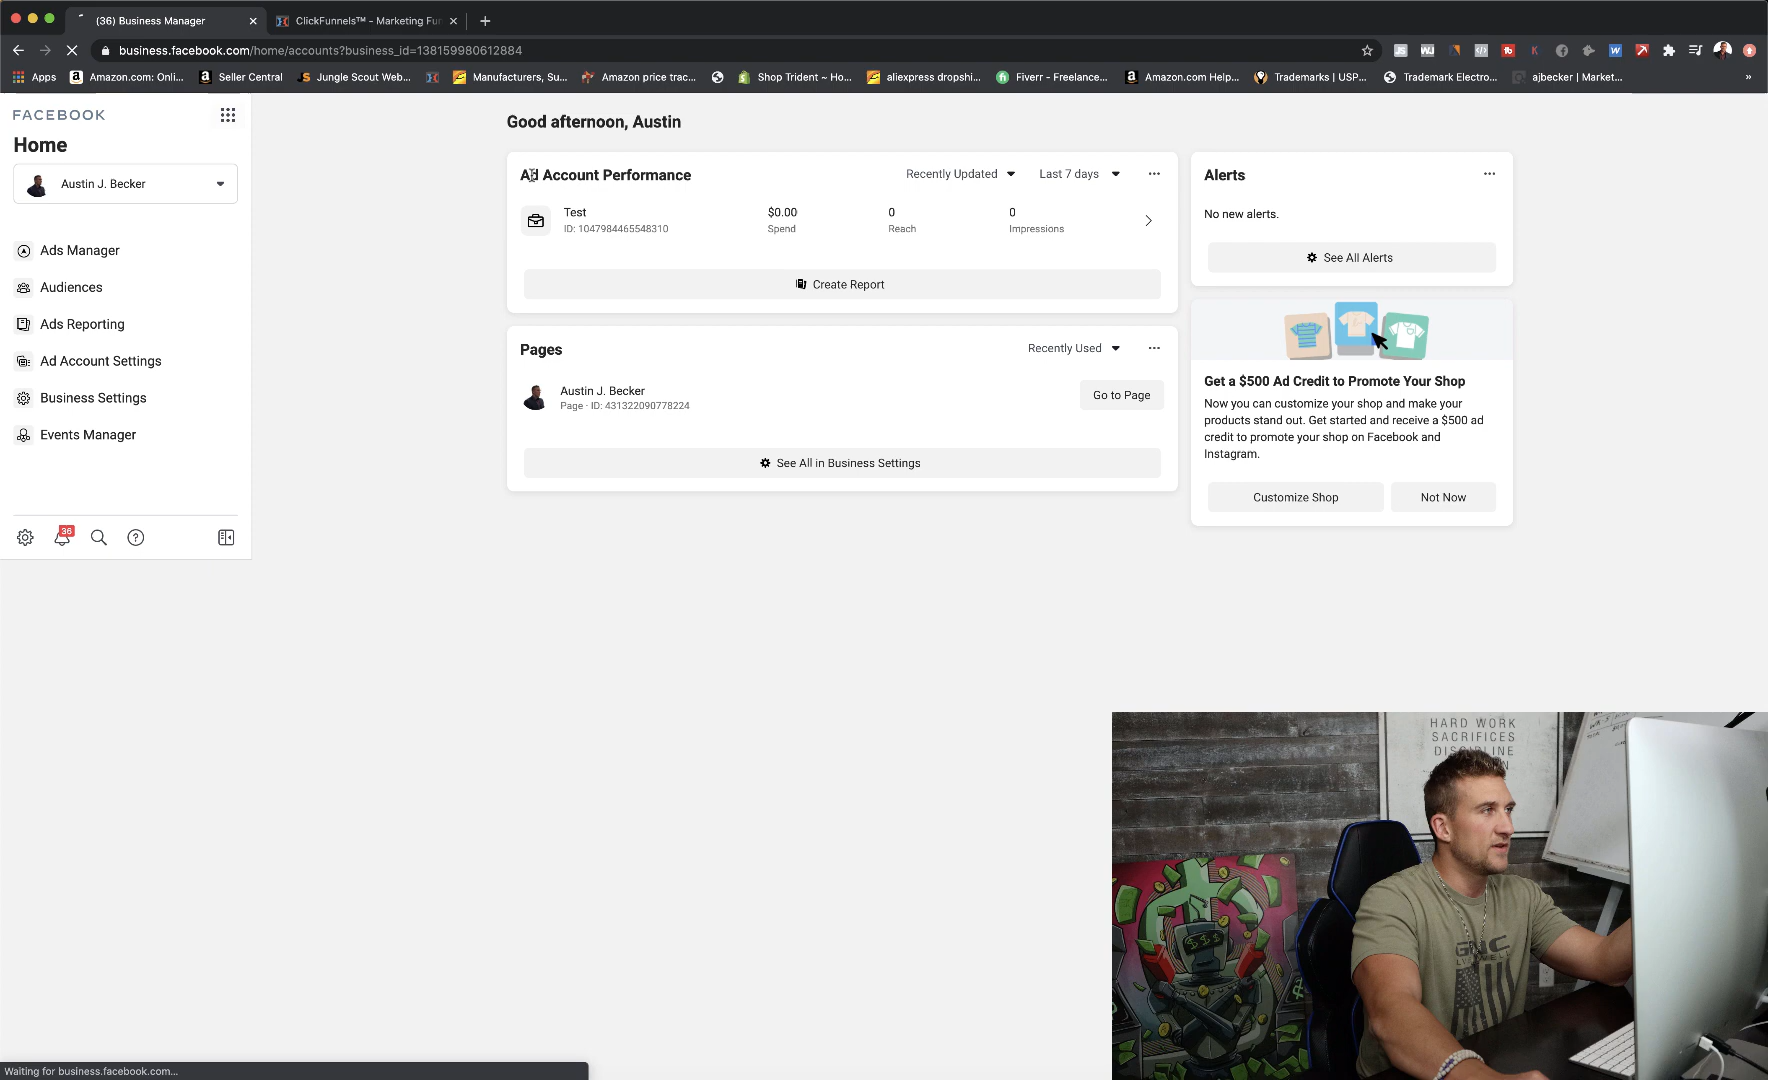 (36) Business Manager
ClickFunnels™ - Marketing Fun
business.facebook.com/home/accounts?business_id=138159980612884
Apps
Amazon.com: Onli...
Seller Central
Jungle Scout Web...
Manufacturers, Su...
Amazon price trac...
Shop Trident ~ Ho...
aliexpress dropshi...
Fiverr - Freelance...
Amazon.com Help...
Trademarks | USP...
Trademark Electro...
ajbecker | Market...
»
FACEBOOK
Home
Austin J. Becker
Ads Manager
Audiences
Ads Reporting
Ad Account Settings
Business Settings
Events Manager
36
Good afternoon, Austin
Ad Account Performance
Recently Updated
Last 7 days
Test
ID: 1047984465548310
$0.00
Spend
0
Reach
0
Impressions
Create Report
Pages
Recently Used
Austin J. Becker
Page · ID: 431322090778224
Go to Page
See All in Business Settings
Alerts
No new alerts.
See All Alerts
Get a $500 Ad Credit to Promote Your Shop
Now you can customize your shop and make your
products stand out. Get started and receive a $500 ad
credit to promote your shop on Facebook and
Instagram.
Customize Shop
Not Now
HARD WORK
SACRIFICES
Waiting for business.facebook.com...